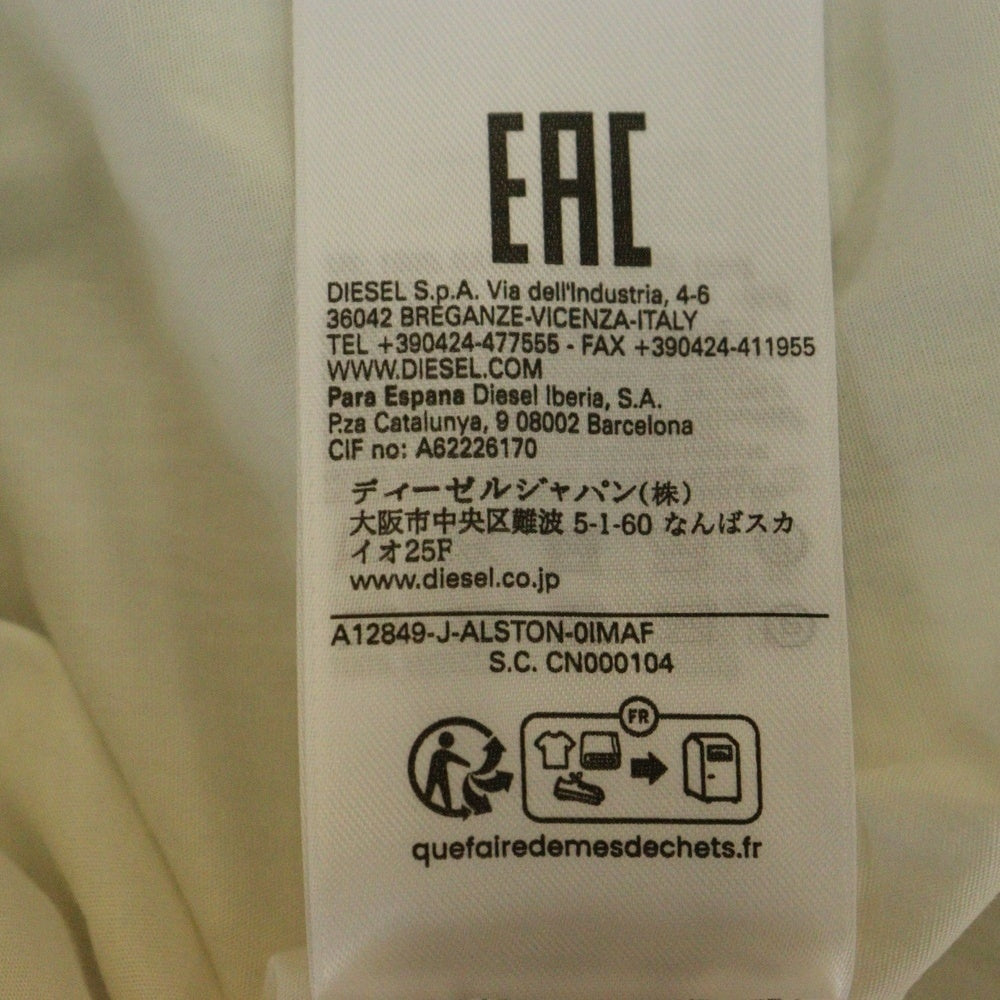 EAC
DIESEL S.p.A. Via dell'Industria, 4-6
36042 BREGANZE-VICENZA-ITALY
TEL +390424-477555 - FAX +390424-411955
WWW.DIESEL.COM
Para Espana Diesel Iberia, S.A.
P.za Catalunya, 9 08002 Barcelona
CIF no: A62226170
ディーゼルジャパン(株)
大阪市中央区難波 5-1-60 なんばスカ
イオ25F
www.diesel.co.jp
A12849-J-ALSTON-0IMAF
S.C. CN000104
FR
quefairedemesdechets.fr